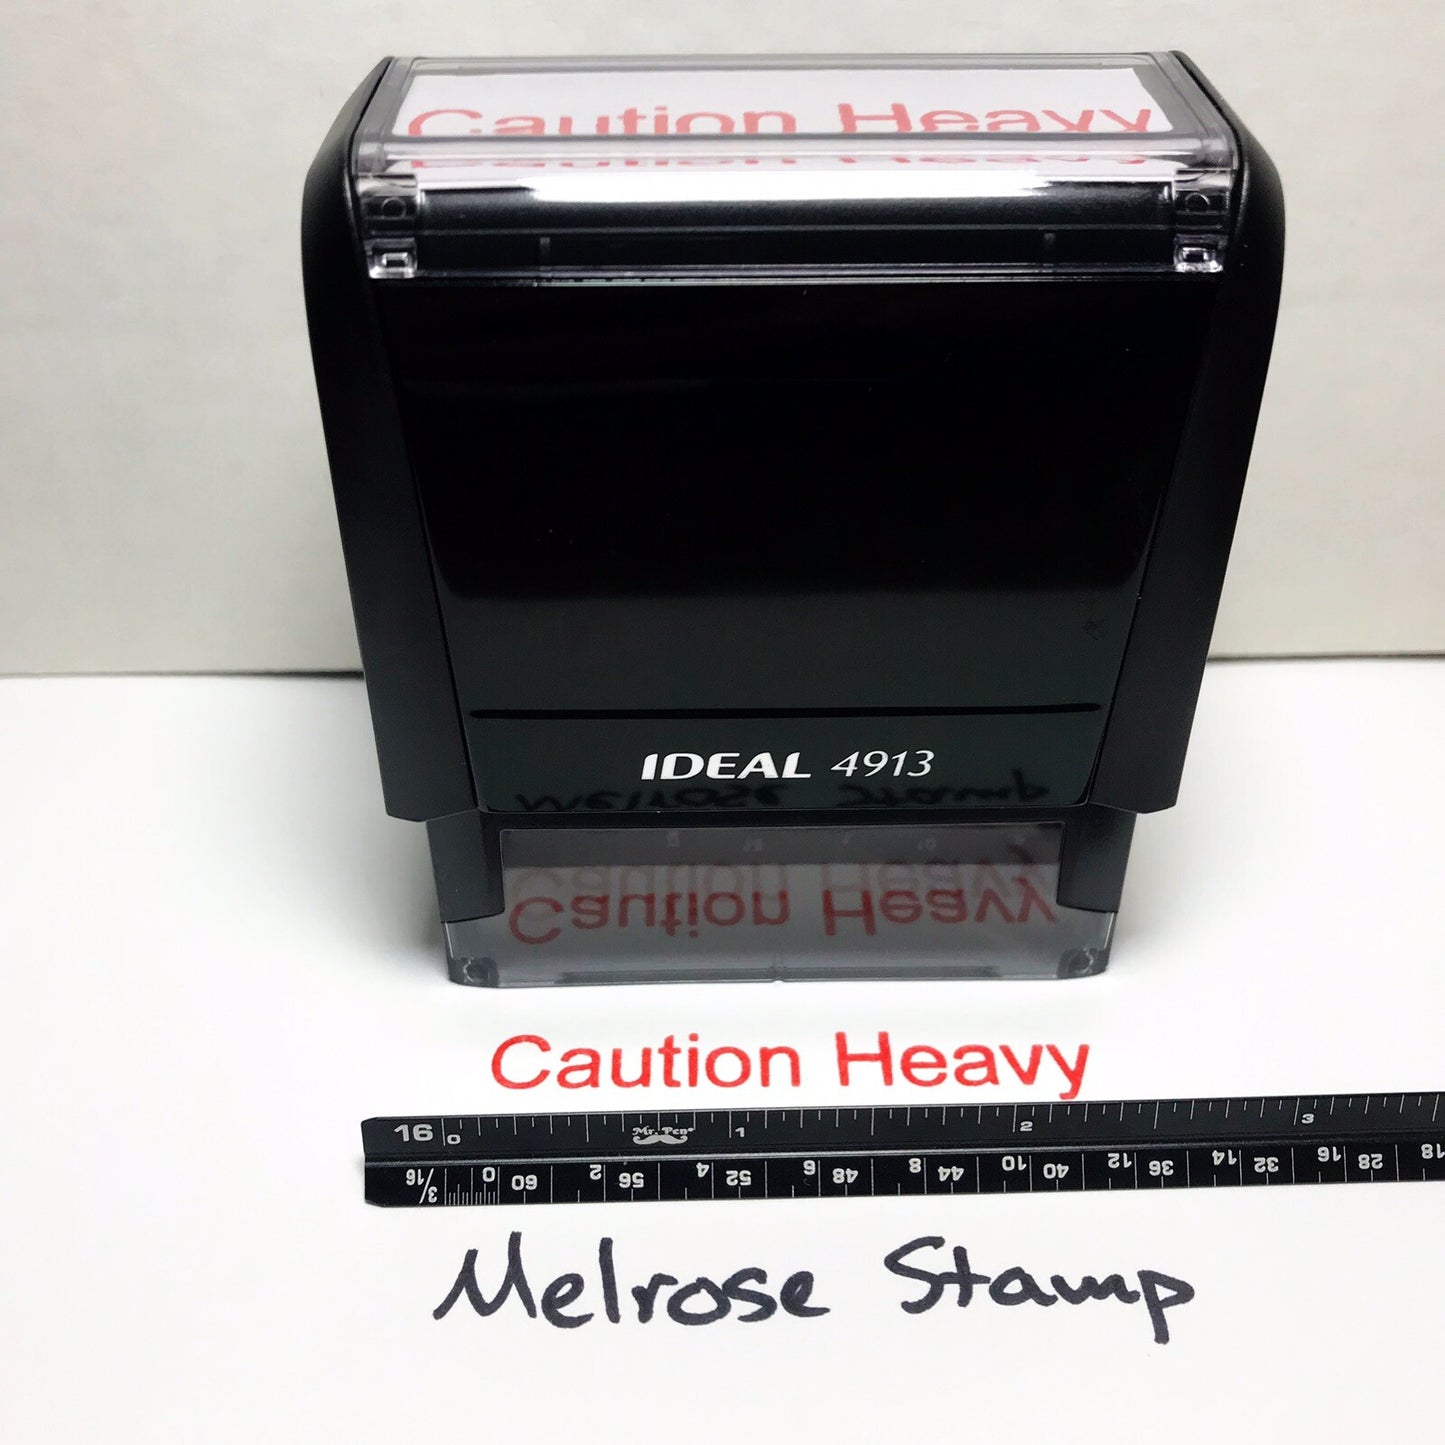 Caution Heavy
IDEAL 4913
Caution Heavy
Caution Heavy
16 0 Mr. Pen® 1 2 3
3/16 0 60 2 56 4 52 6 48 8 44 10 40 12 36 14 32 16 28 18
Melrose Stamp